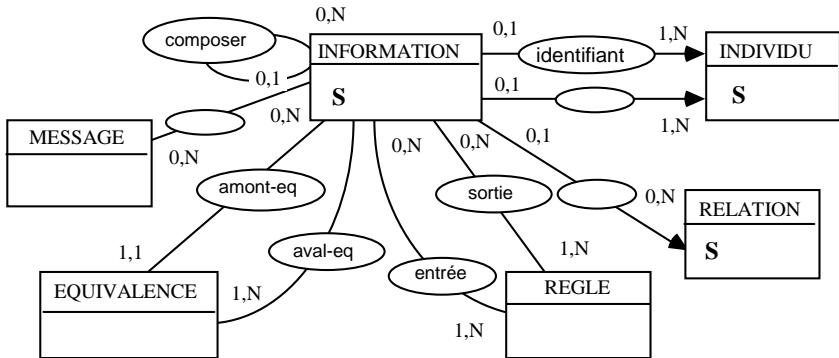 0,N
composer
0,1
INFORMATION
S
0,1
identifiant
1,N
INDIVIDU
S
0,1
1,N
MESSAGE
0,N
0,N
0,N
0,N
0,1
amont-eq
sortie
0,N
RELATION
S
1,1
aval-eq
entrée
1,N
EQUIVALENCE
1,N
1,N
REGLE